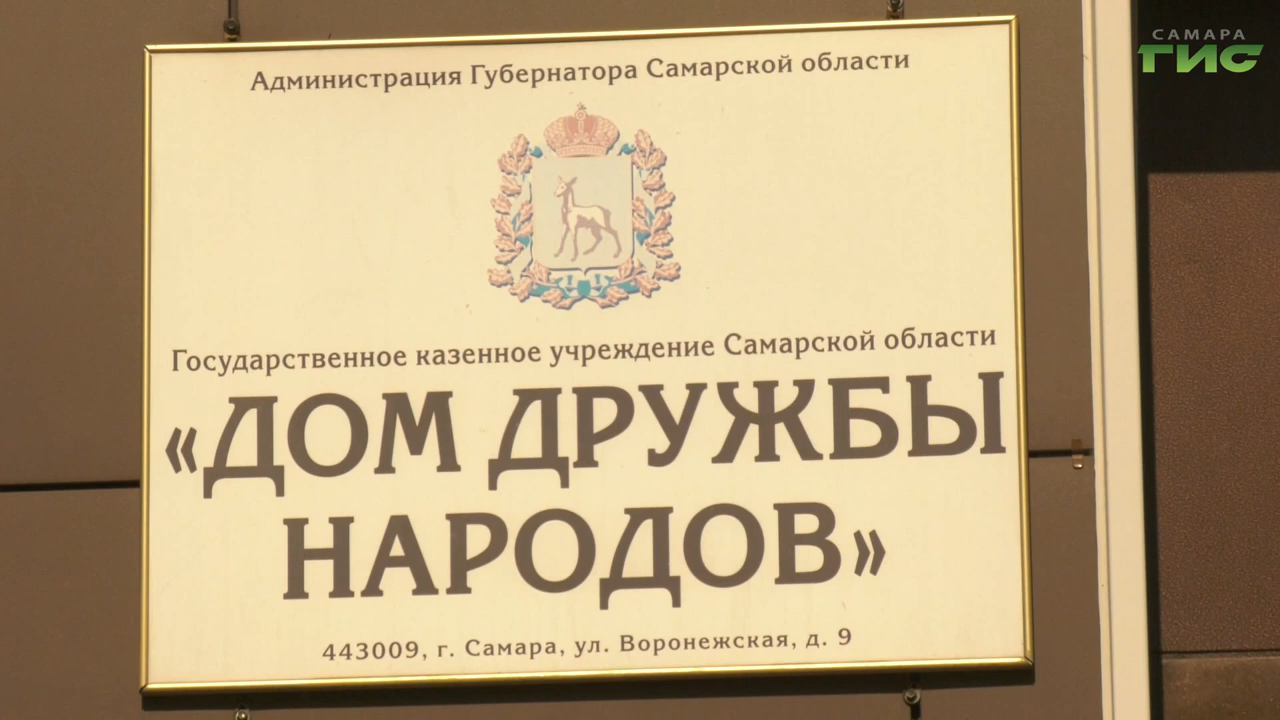 САМАРА
ГИС
Администрация Губернатора Самарской области
Государственное казенное учреждение Самарской области
«ДОМ ДРУЖБЫ
НАРОДОВ»
443009, г. Самара, ул. Воронежская, д. 9